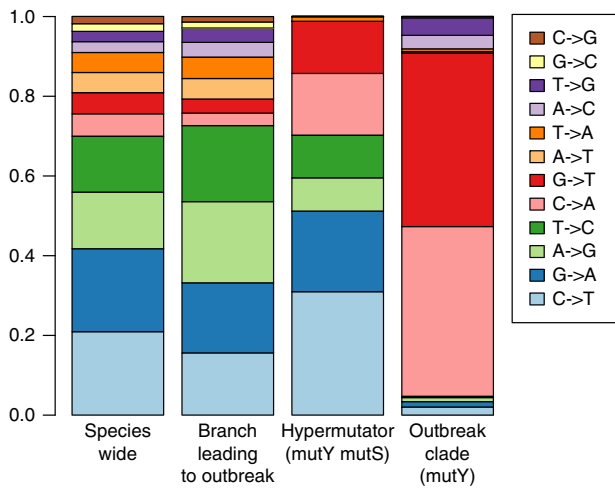 1.0
0.8
0.6
0.4
0.2
0.0
Species
wide
Branch
leading
to outbreak
Hypermutator
(mutY mutS)
Outbreak
clade
(mutY)
C->G
G->C
T->G
A->C
T->A
A->T
G->T
C->A
T->C
A->G
G->A
C->T